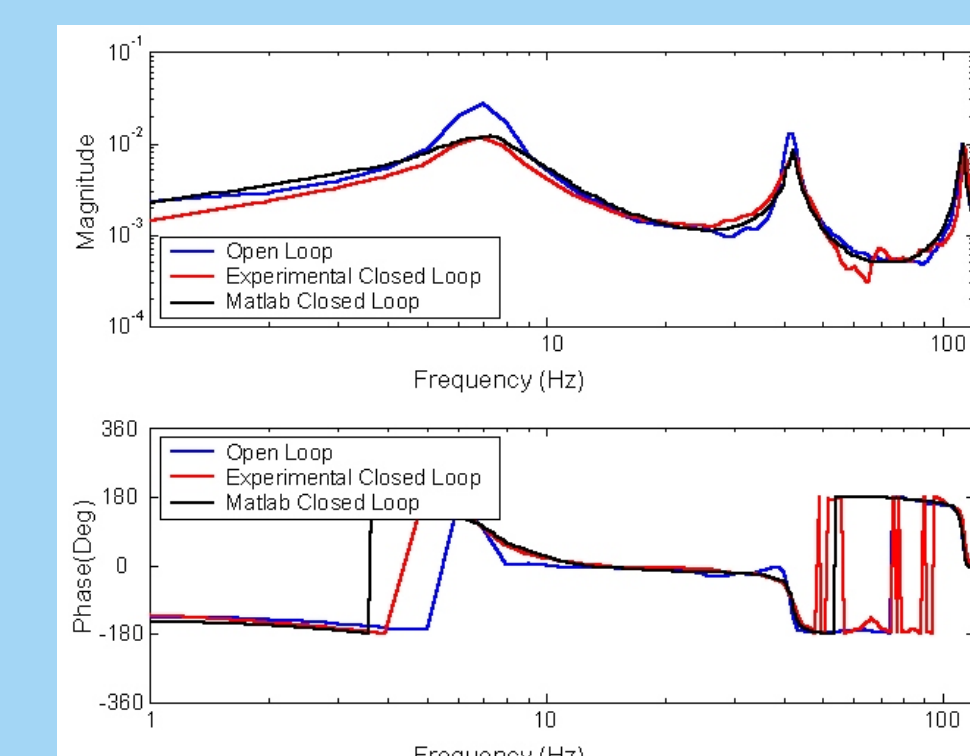 10-1
10-2
Magnitude
10-3
Open Loop
Experimental Closed Loop
Matlab Closed Loop
10-4
10
100
Frequency (Hz)
360
Open Loop
Experimental Closed Loop
180
Matlab Closed Loop
Phase(Deg)
0
-180
-360
1
10
100
Frequency (Hz)